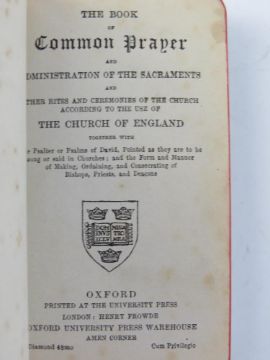 THE BOOK
OF
Common Prayer
AND
DMINISTRATION OF THE SACRAMENTS
AND
THER RITES AND CEREMONIES OF THE CHURCH
ACCORDING TO THE USE OF
THE CHURCH OF ENGLAND
TOGETHER WITH
e Psalter or Psalms of David, Pointed as they are to be
sung or said in Churches; and the Form and Manner
of Making, Ordaining, and Consecrating of
Bishops, Priests, and Deacons
OXFORD
PRINTED AT THE UNIVERSITY PRESS
LONDON: HENRY FROWDE
OXFORD UNIVERSITY PRESS WAREHOUSE
AMEN CORNER
Diamond 48mo Cum Privilegio